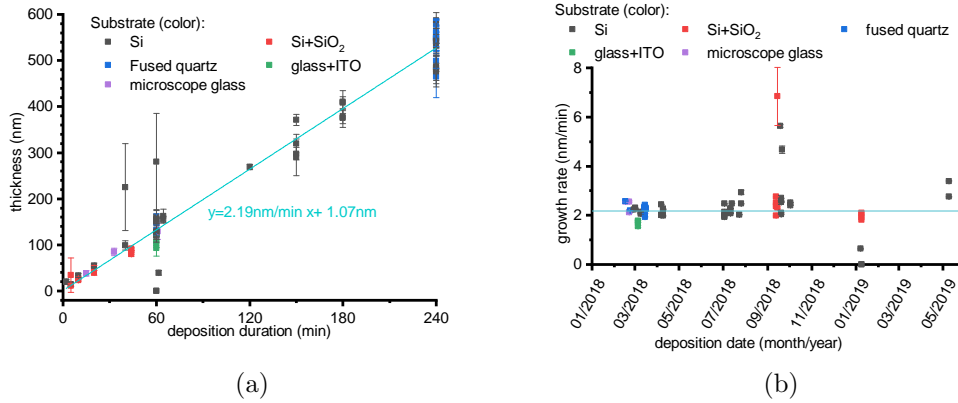 Substrate (color):
Si
Si+SiO2
Fused quartz
glass+ITO
microscope glass
600
500
400
300
200
100
0
thickness (nm)
y=2.19nm/min x+ 1.07nm
0
60
120
180
240
deposition duration (min)
(a)
Substrate (color):
Si
Si+SiO2
fused quartz
glass+ITO
microscope glass
8
6
4
2
0
growth rate (nm/min)
01/2018
03/2018
05/2018
07/2018
09/2018
11/2018
01/2019
03/2019
05/2019
deposition date (month/year)
(b)